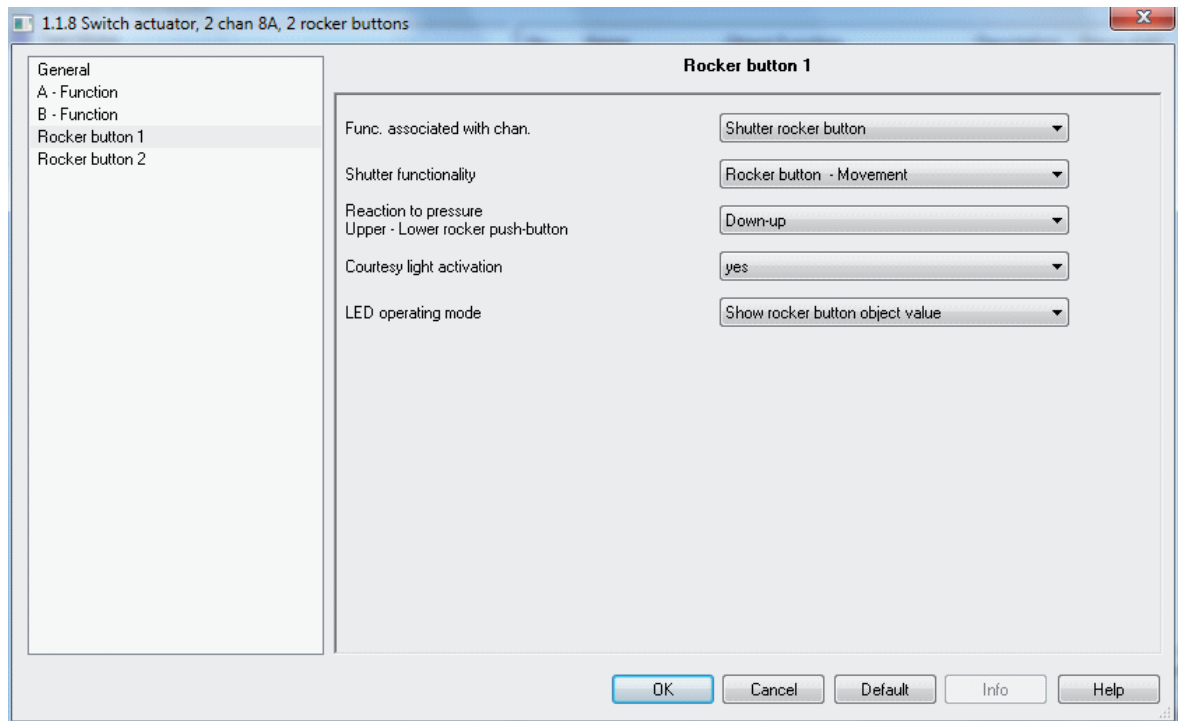 1.1.8 Switch actuator, 2 chan 8A, 2 rocker buttons
General
A - Function
B - Function
Rocker button 1
Rocker button 2
Rocker button 1
Func. associated with chan.
Shutter rocker button
Shutter functionality
Rocker button - Movement
Reaction to pressure
Upper - Lower rocker push-button
Down-up
Courtesy light activation
yes
LED operating mode
Show rocker button object value
OK
Cancel
Default
Info
Help